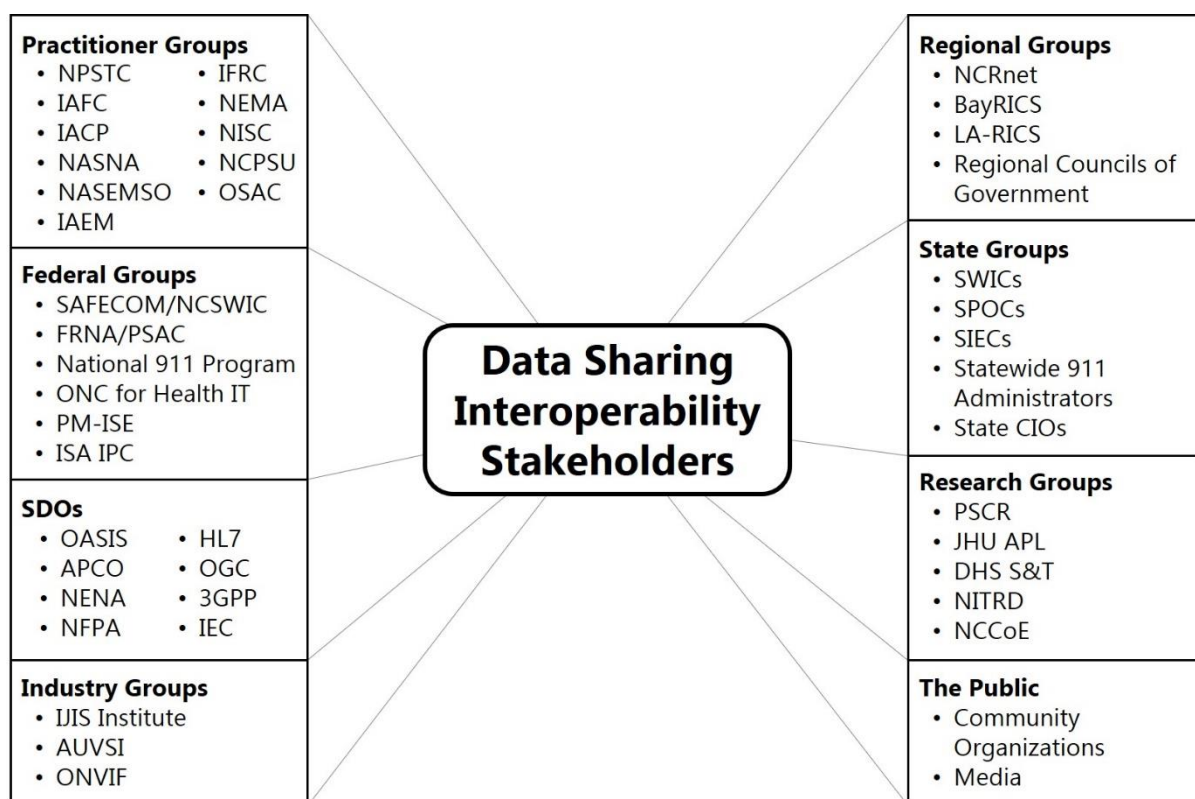 Practitioner Groups
• NPSTC
• IAFC
• IACP
• NASNA
• NASEMSO
• IAEM
• IFRC
• NEMA
• NISC
• NCPSU
• OSAC
Federal Groups
• SAFECOM/NCSWIC
• FRNA/PSAC
• National 911 Program
• ONC for Health IT
• PM-ISE
• ISA IPC
SDOs
• OASIS
• APCO
• NENA
• NFPA
• HL7
• OGC
• 3GPP
• IEC
Industry Groups
• IJIS Institute
• AUVSI
• ONVIF
Data Sharing
Interoperability
Stakeholders
Regional Groups
• NCRnet
• BayRICS
• LA-RICS
• Regional Councils of
Government
State Groups
• SWICs
• SPOCs
• SIECs
• Statewide 911
Administrators
• State CIOs
Research Groups
• PSCR
• JHU APL
• DHS S&T
• NITRD
• NCCoE
The Public
• Community
Organizations
• Media